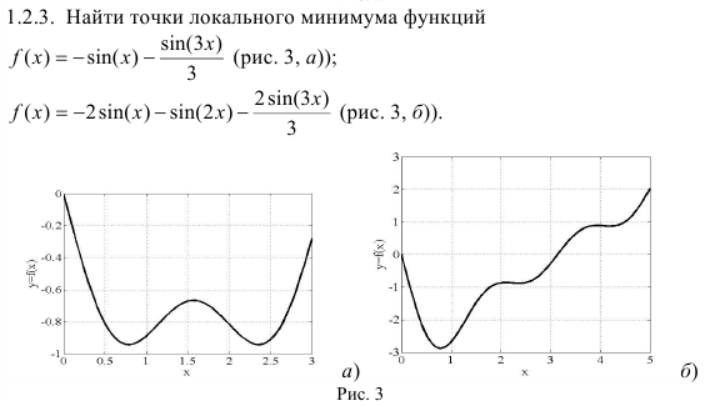 1.2.3. Найти точки локального минимума функций
f(x) = −sin(x) − sin(3x)/3 (рис. 3, а));
f(x) = −2sin(x) − sin(2x) − 2sin(3x)/3 (рис. 3, б)).
0
-0.2
-0.4
-0.6
-0.8
-1
y=f(x)
0 0.5 1 1.5 2 2.5 3
x
а)
3
2
1
0
-1
-2
-3
y=f(x)
0 1 2 3 4 5
x
б)
Рис. 3